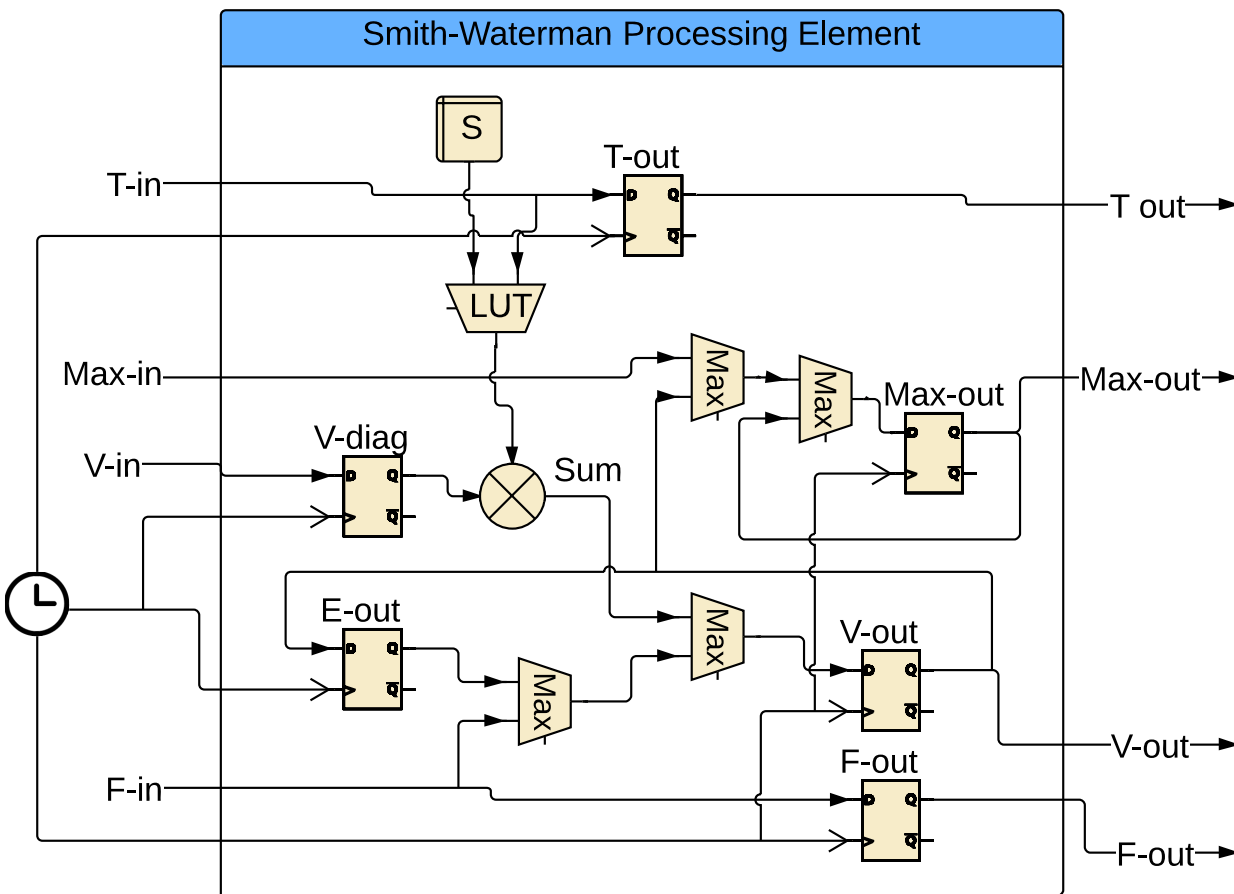 Smith-Waterman Processing Element
S
T-out
T-in
D Q
Q
T out
LUT
Max-in
Max
Max
Max-out
Max-out
D Q
Q
V-diag
V-in
D Q
Q
Sum
E-out
D Q
Q
Max
Max
V-out
D Q
Q
V-out
F-in
F-out
D Q
Q
F-out